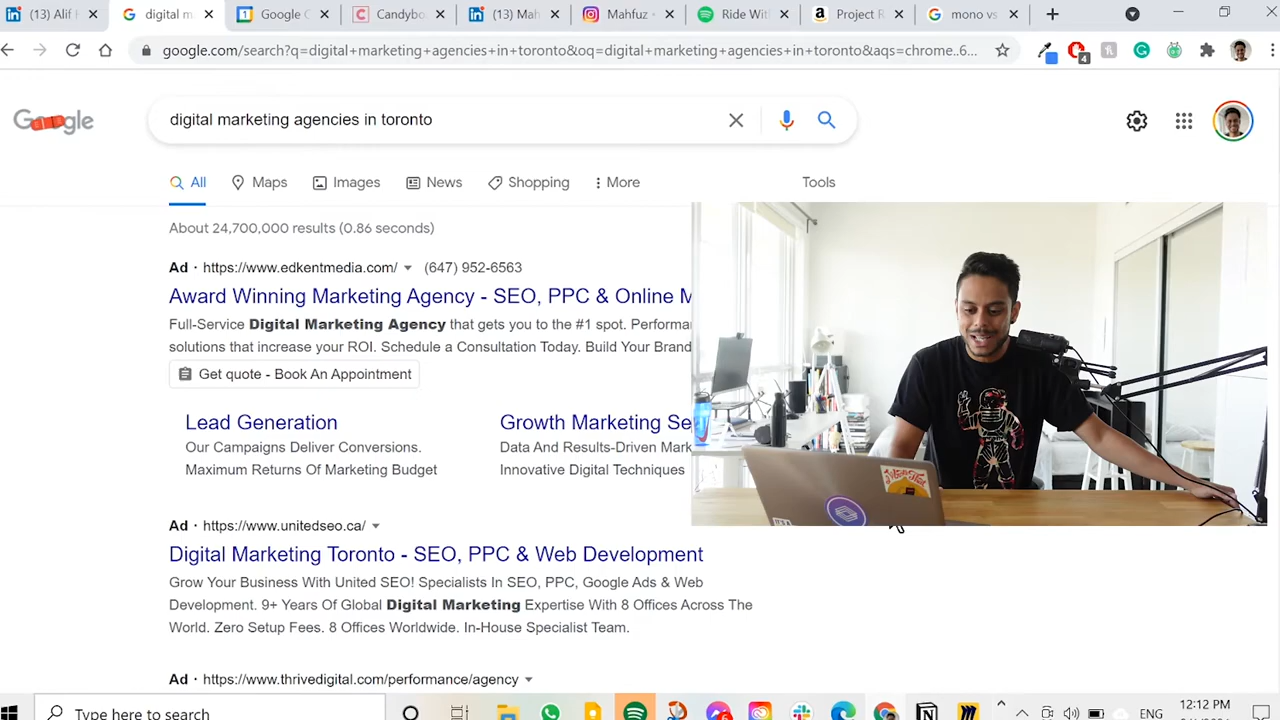 (13) Alif F
digital m
Google C
Candybo
(13) Mah
Mahfuz
Ride Wit
Project R
mono vs
google.com/search?q=digital+marketing+agencies+in+toronto&oq=digital+marketing+agencies+in+toronto&aqs=chrome..6...
4
Google
digital marketing agencies in toronto
All
Maps
Images
News
Shopping
More
Tools
About 24,700,000 results (0.86 seconds)
Ad · https://www.edkentmedia.com/ (647) 952-6563
Award Winning Marketing Agency - SEO, PPC & Online M
Full-Service Digital Marketing Agency that gets you to the #1 spot. Performa
solutions that increase your ROI. Schedule a Consultation Today. Build Your Brand
Get quote - Book An Appointment
Lead Generation
Our Campaigns Deliver Conversions.
Maximum Returns Of Marketing Budget
Growth Marketing Se
Data And Results-Driven Mark
Innovative Digital Techniques
Ad · https://www.unitedseo.ca/
Digital Marketing Toronto - SEO, PPC & Web Development
Grow Your Business With United SEO! Specialists In SEO, PPC, Google Ads & Web
Development. 9+ Years Of Global Digital Marketing Expertise With 8 Offices Across The
World. Zero Setup Fees. 8 Offices Worldwide. In-House Specialist Team.
Ad · https://www.thrivedigital.com/performance/agency
Type here to search
ENG
12:12 PM